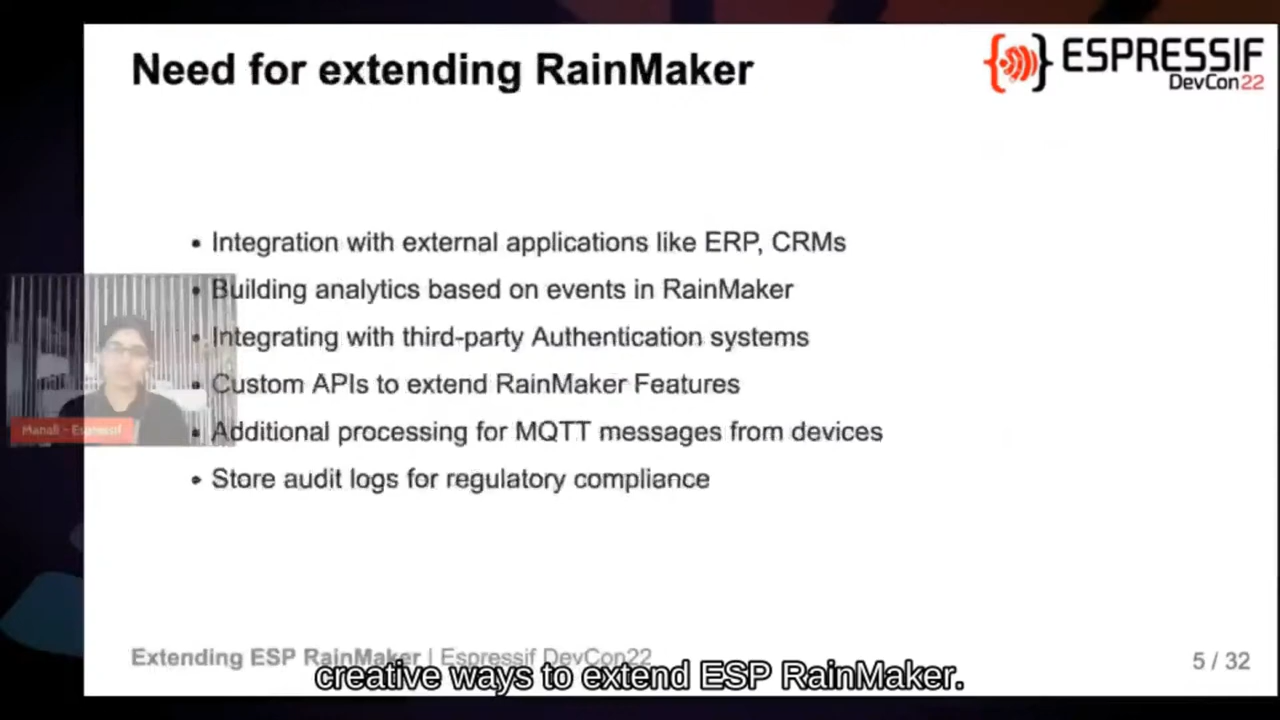 Need for extending RainMaker
ESPRESSIF
DevCon22
• Integration with external applications like ERP, CRMs
• Building analytics based on events in RainMaker
• Integrating with third-party Authentication systems
• Custom APIs to extend RainMaker Features
• Additional processing for MQTT messages from devices
• Store audit logs for regulatory compliance
Manali - Espressif
Extending ESP RainMaker | Espressif DevCon22
5 / 32
creative ways to extend ESP RainMaker.